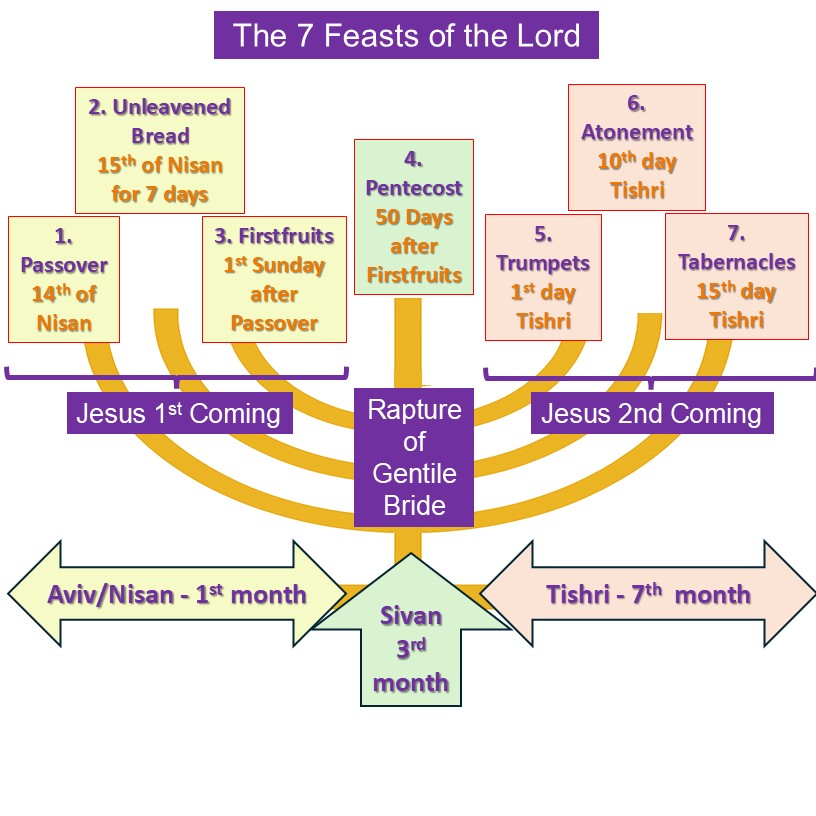 The 7 Feasts of the Lord
1.
Passover
14th of
Nisan
2. Unleavened
Bread
15th of Nisan
for 7 days
3. Firstfruits
1st Sunday
after
Passover
4.
Pentecost
50 Days
after
Firstfruits
5.
Trumpets
1st day
Tishri
6.
Atonement
10th day
Tishri
7.
Tabernacles
15th day
Tishri
Jesus 1st Coming
Rapture
of
Gentile
Bride
Jesus 2nd Coming
Aviv/Nisan - 1st month
Sivan
3rd
month
Tishri - 7th month